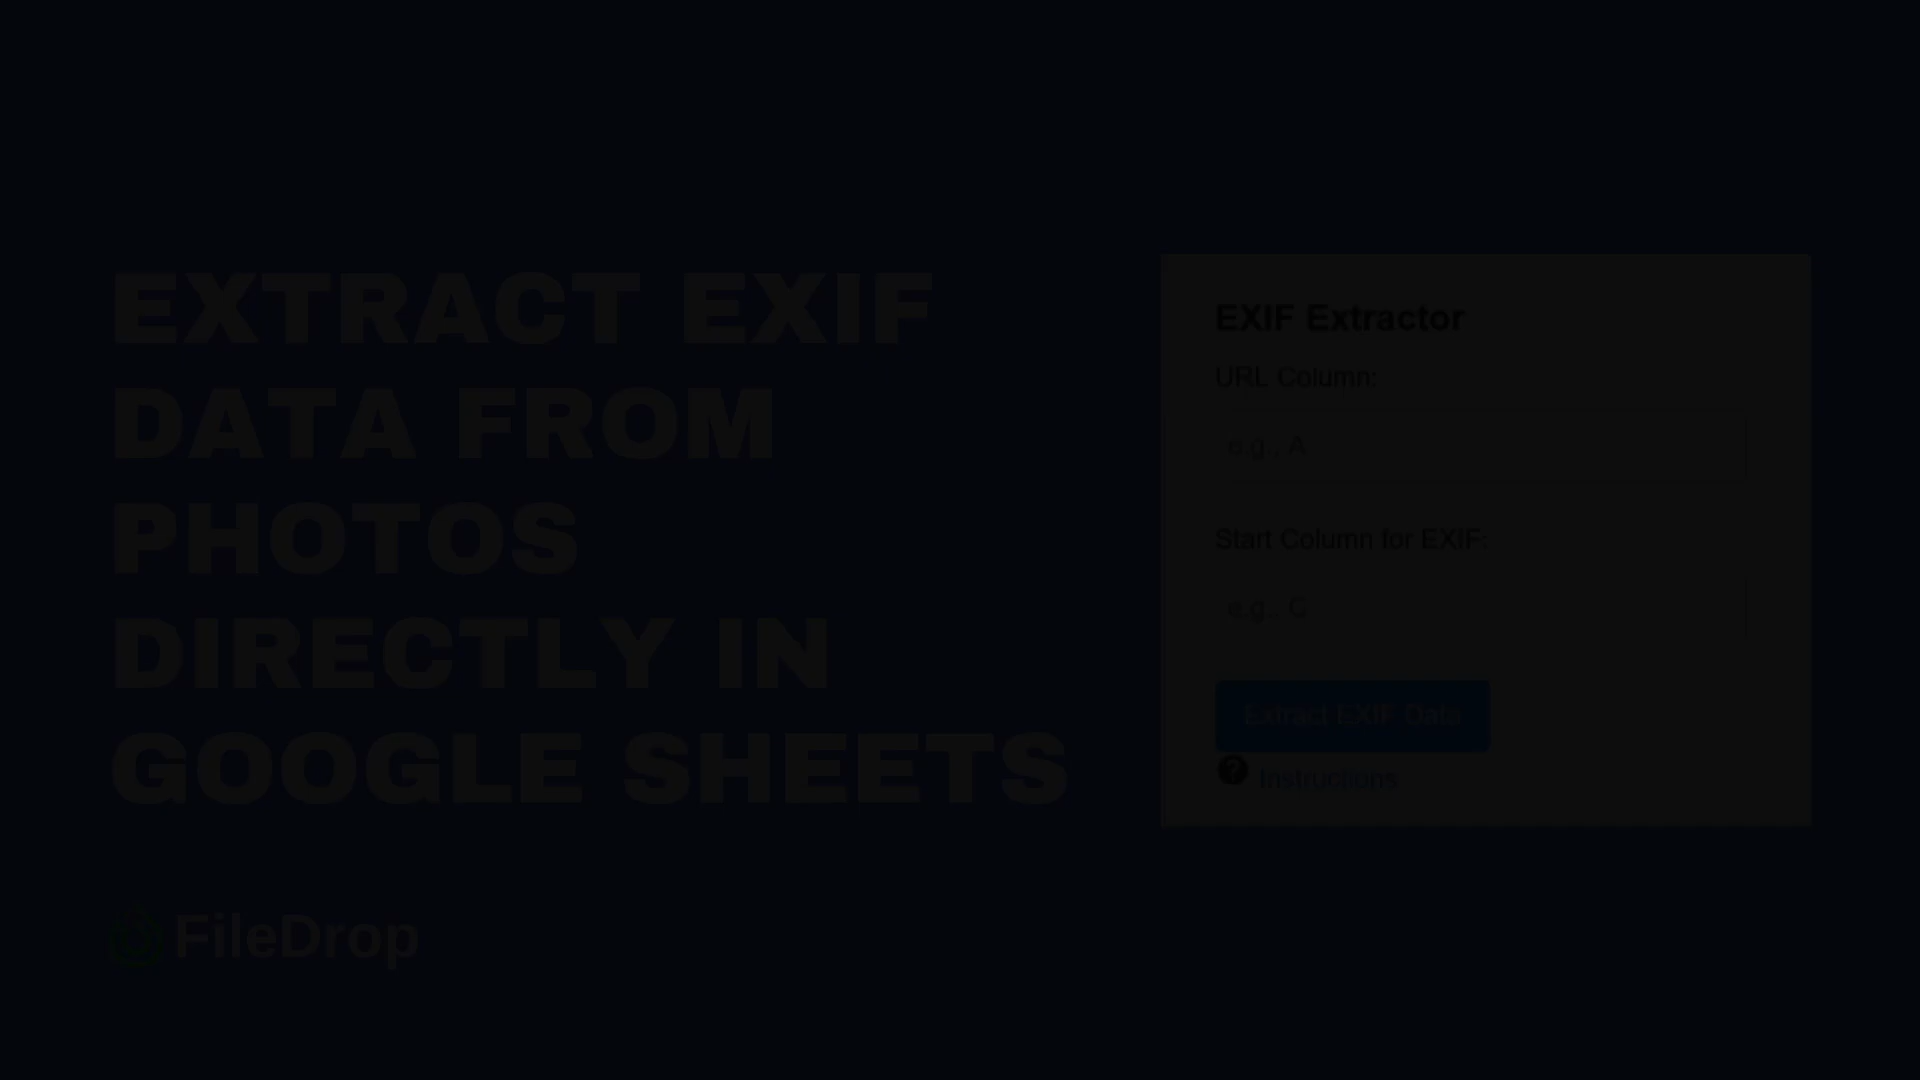 EXTRACT EXIF
DATA FROM
PHOTOS
DIRECTLY IN
GOOGLE SHEETS
FileDrop
EXIF Extractor
URL Column:
e.g., A
Start Column for EXIF:
e.g., C
Extract EXIF Data
Instructions